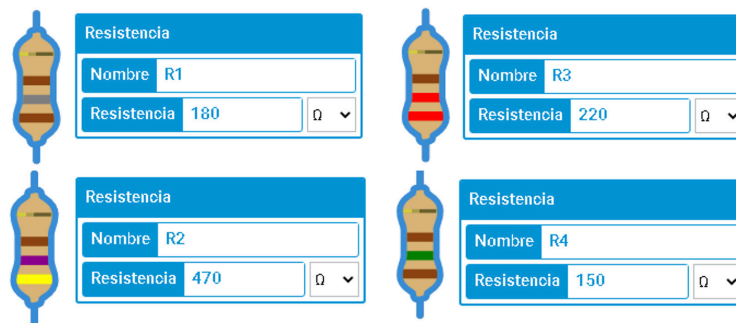 Resistencia
Nombre R1
Resistencia 180 Ω
Resistencia
Nombre R3
Resistencia 220 Ω
Resistencia
Nombre R2
Resistencia 470 Ω
Resistencia
Nombre R4
Resistencia 150 Ω